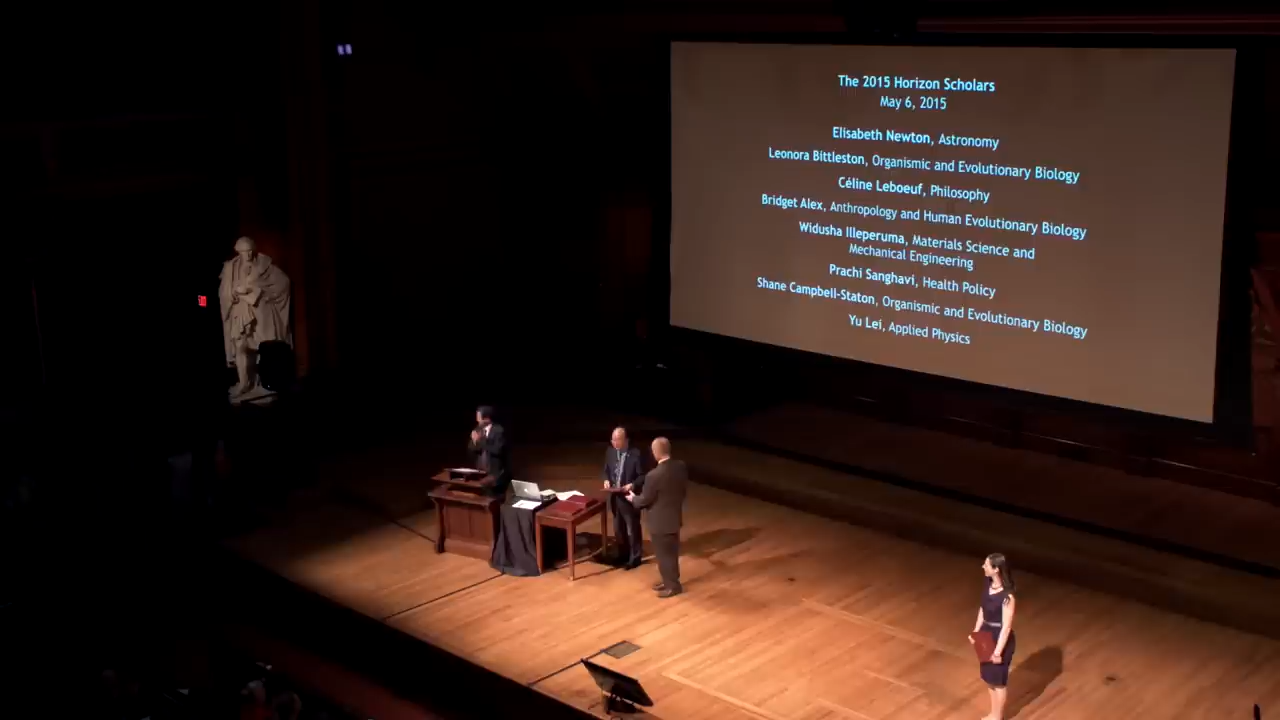 The 2015 Horizon Scholars
May 6, 2015
Elisabeth Newton, Astronomy
Leonora Bittleston, Organismic and Evolutionary Biology
Céline Leboeuf, Philosophy
Bridget Alex, Anthropology and Human Evolutionary Biology
Widusha Illeperuma, Materials Science and
Mechanical Engineering
Prachi Sanghavi, Health Policy
Shane Campbell-Staton, Organismic and Evolutionary Biology
Yu Lei, Applied Physics